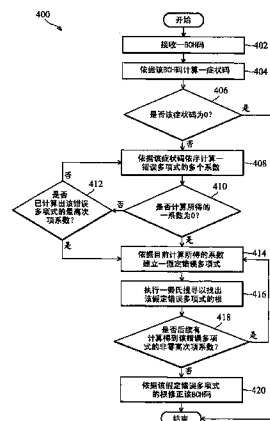 400
开始
接收一BCH码
402
依据该BCH码计算一症状码
404
406
是否该症状码为0?
是
否
依据该症状码依序计算一
错误多项式的多个系数
408
否
412
410
是否
已计算出该错误
多项式的最高次
项系数?
否
是否计算所得的
一系数为0?
是
是
依据目前计算所得的系数
建立一假定错误多项式
414
执行一秦氏搜寻以找出
该假定错误多项式的根
416
418
是否后续有
计算得到该错误多项
式的非零高次项系数?
是
否
依据该假定错误多项式
的根修正该BCH码
420
结束